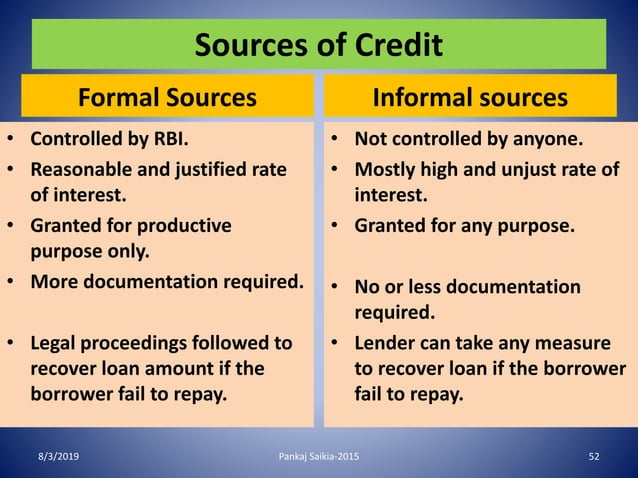 Sources of Credit
Formal Sources
• Controlled by RBI.
• Reasonable and justified rate
of interest.
• Granted for productive
purpose only.
• More documentation required.
• Legal proceedings followed to
recover loan amount if the
borrower fail to repay.
Informal sources
• Not controlled by anyone.
• Mostly high and unjust rate of
interest.
• Granted for any purpose.
• No or less documentation
required.
• Lender can take any measure
to recover loan if the borrower
fail to repay.
8/3/2019
Pankaj Saikia-2015
52